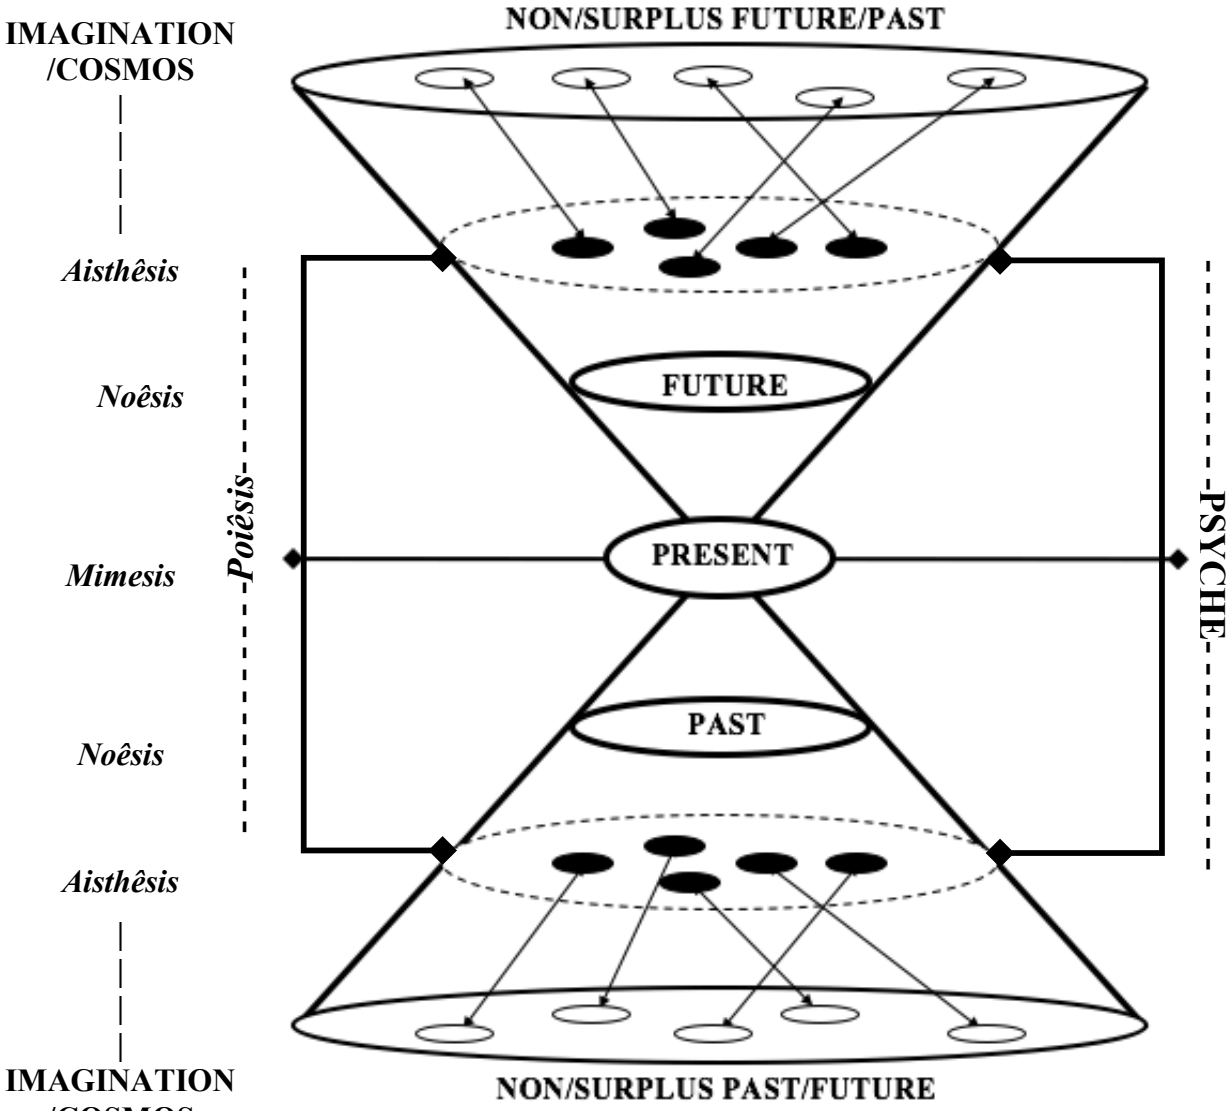 NON/SURPLUS FUTURE/PAST
IMAGINATION
/COSMOS
Aisthêsis
Noêsis
FUTURE
Poiêsis
PSYCHE
PRESENT
Mimesis
PAST
Noêsis
Aisthêsis
IMAGINATION
/COSMOS
NON/SURPLUS PAST/FUTURE